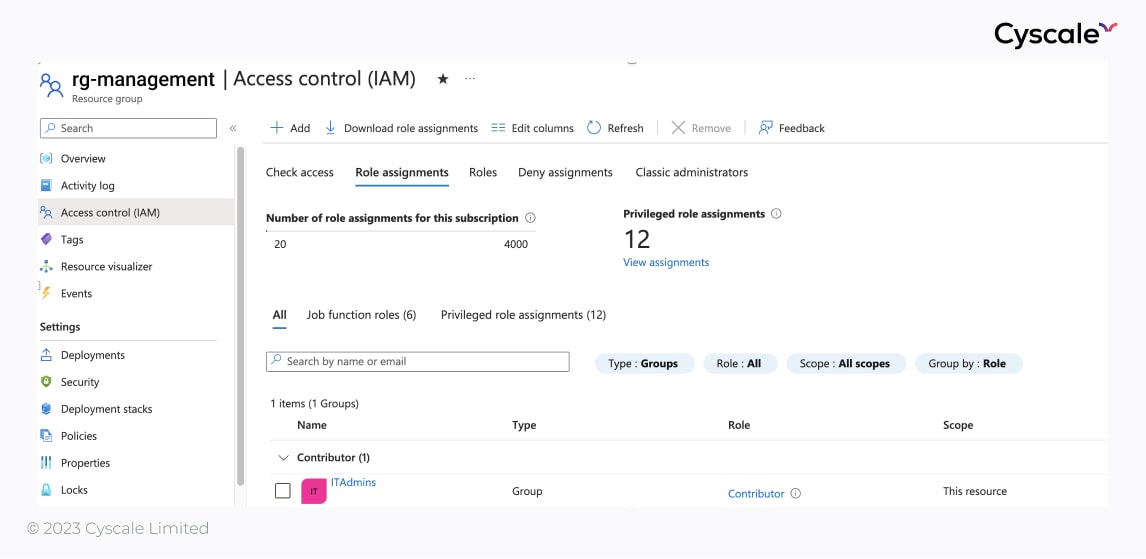 Cyscale
rg-management | Access control (IAM) ★ ...
Resource group
Search «
Add Download role assignments Edit columns Refresh Remove Feedback
Overview
Activity log
Access control (IAM)
Tags
Resource visualizer
Events
Settings
Deployments
Security
Deployment stacks
Policies
Properties
Locks
Check access Role assignments Roles Deny assignments Classic administrators
Number of role assignments for this subscription
20 4000
Privileged role assignments
12
View assignments
All Job function roles (6) Privileged role assignments (12)
Search by name or email Type : Groups Role : All Scope : All scopes Group by : Role
1 items (1 Groups)
Name Type Role Scope
Contributor (1)
IT ITAdmins Group Contributor This resource
© 2023 Cyscale Limited